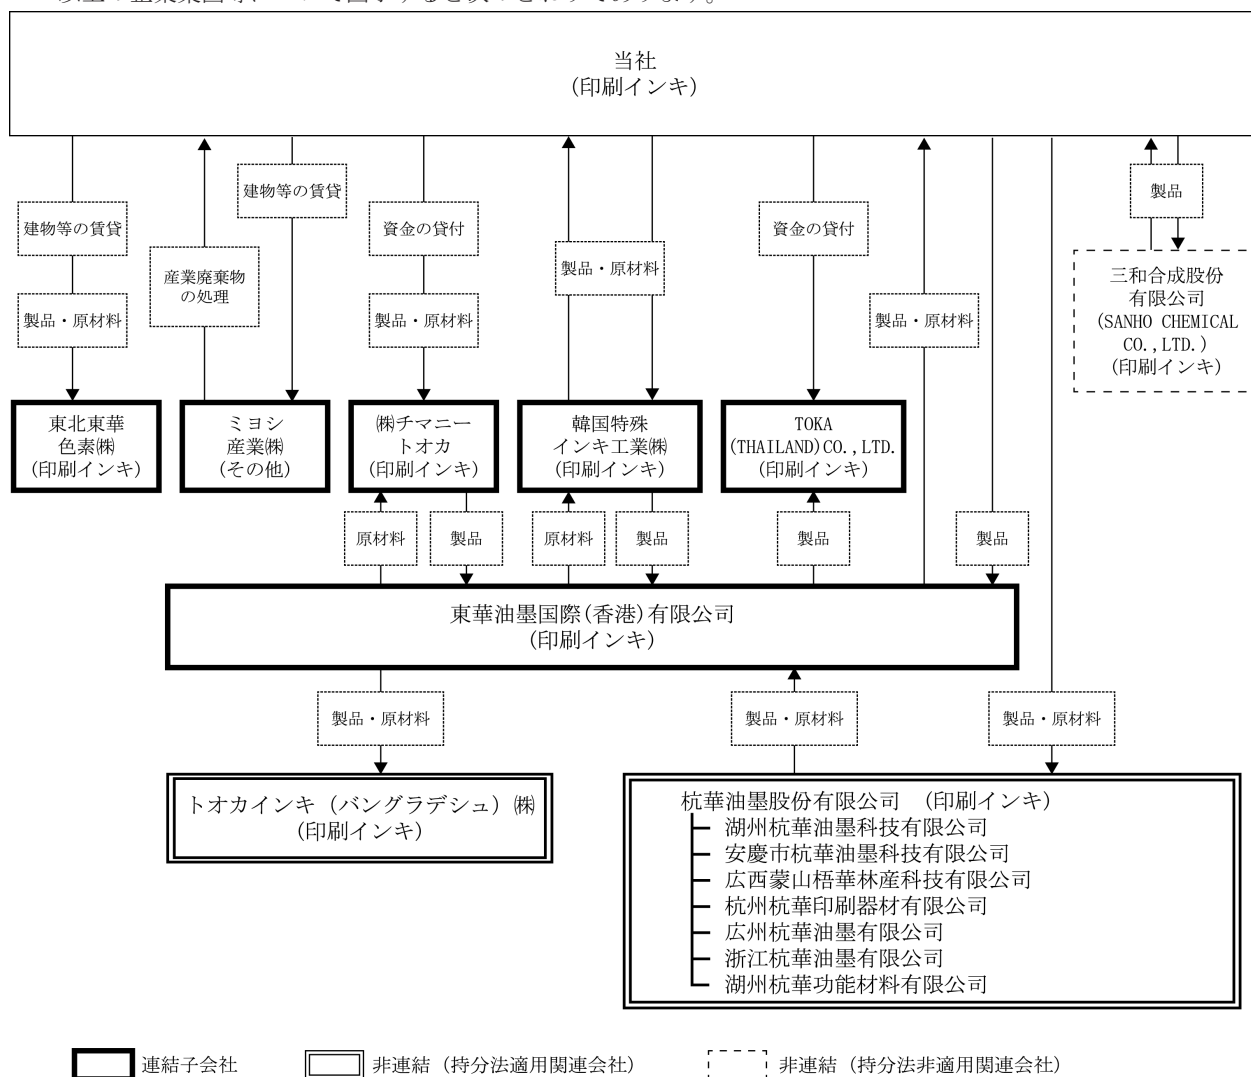 当社
(印刷インキ)
建物等の賃貸
建物等の賃貸
資金の貸付
資金の貸付
製品
産業廃棄物
の処理
製品・原材料
製品・原材料
製品・原材料
製品・原材料
三和合成股份
有限公司
(SANHO CHEMICAL
CO.,LTD.)
(印刷インキ)
東北東華
色素㈱
(印刷インキ)
ミヨシ
産業㈱
(その他)
㈱チマニー
トオカ
(印刷インキ)
韓国特殊
インキ工業㈱
(印刷インキ)
TOKA
(THAILAND)CO.,LTD.
(印刷インキ)
原材料
製品
原材料
製品
製品
製品
東華油墨国際(香港)有限公司
(印刷インキ)
製品・原材料
製品・原材料
製品・原材料
トオカインキ（バングラデシュ）㈱
(印刷インキ)
杭華油墨股份有限公司　(印刷インキ)
湖州杭華油墨科技有限公司
安慶市杭華油墨科技有限公司
広西蒙山梧華林産科技有限公司
杭州杭華印刷器材有限公司
広州杭華油墨有限公司
浙江杭華油墨有限公司
湖州杭華功能材料有限公司
連結子会社
非連結（持分法適用関連会社）
非連結（持分法非適用関連会社）